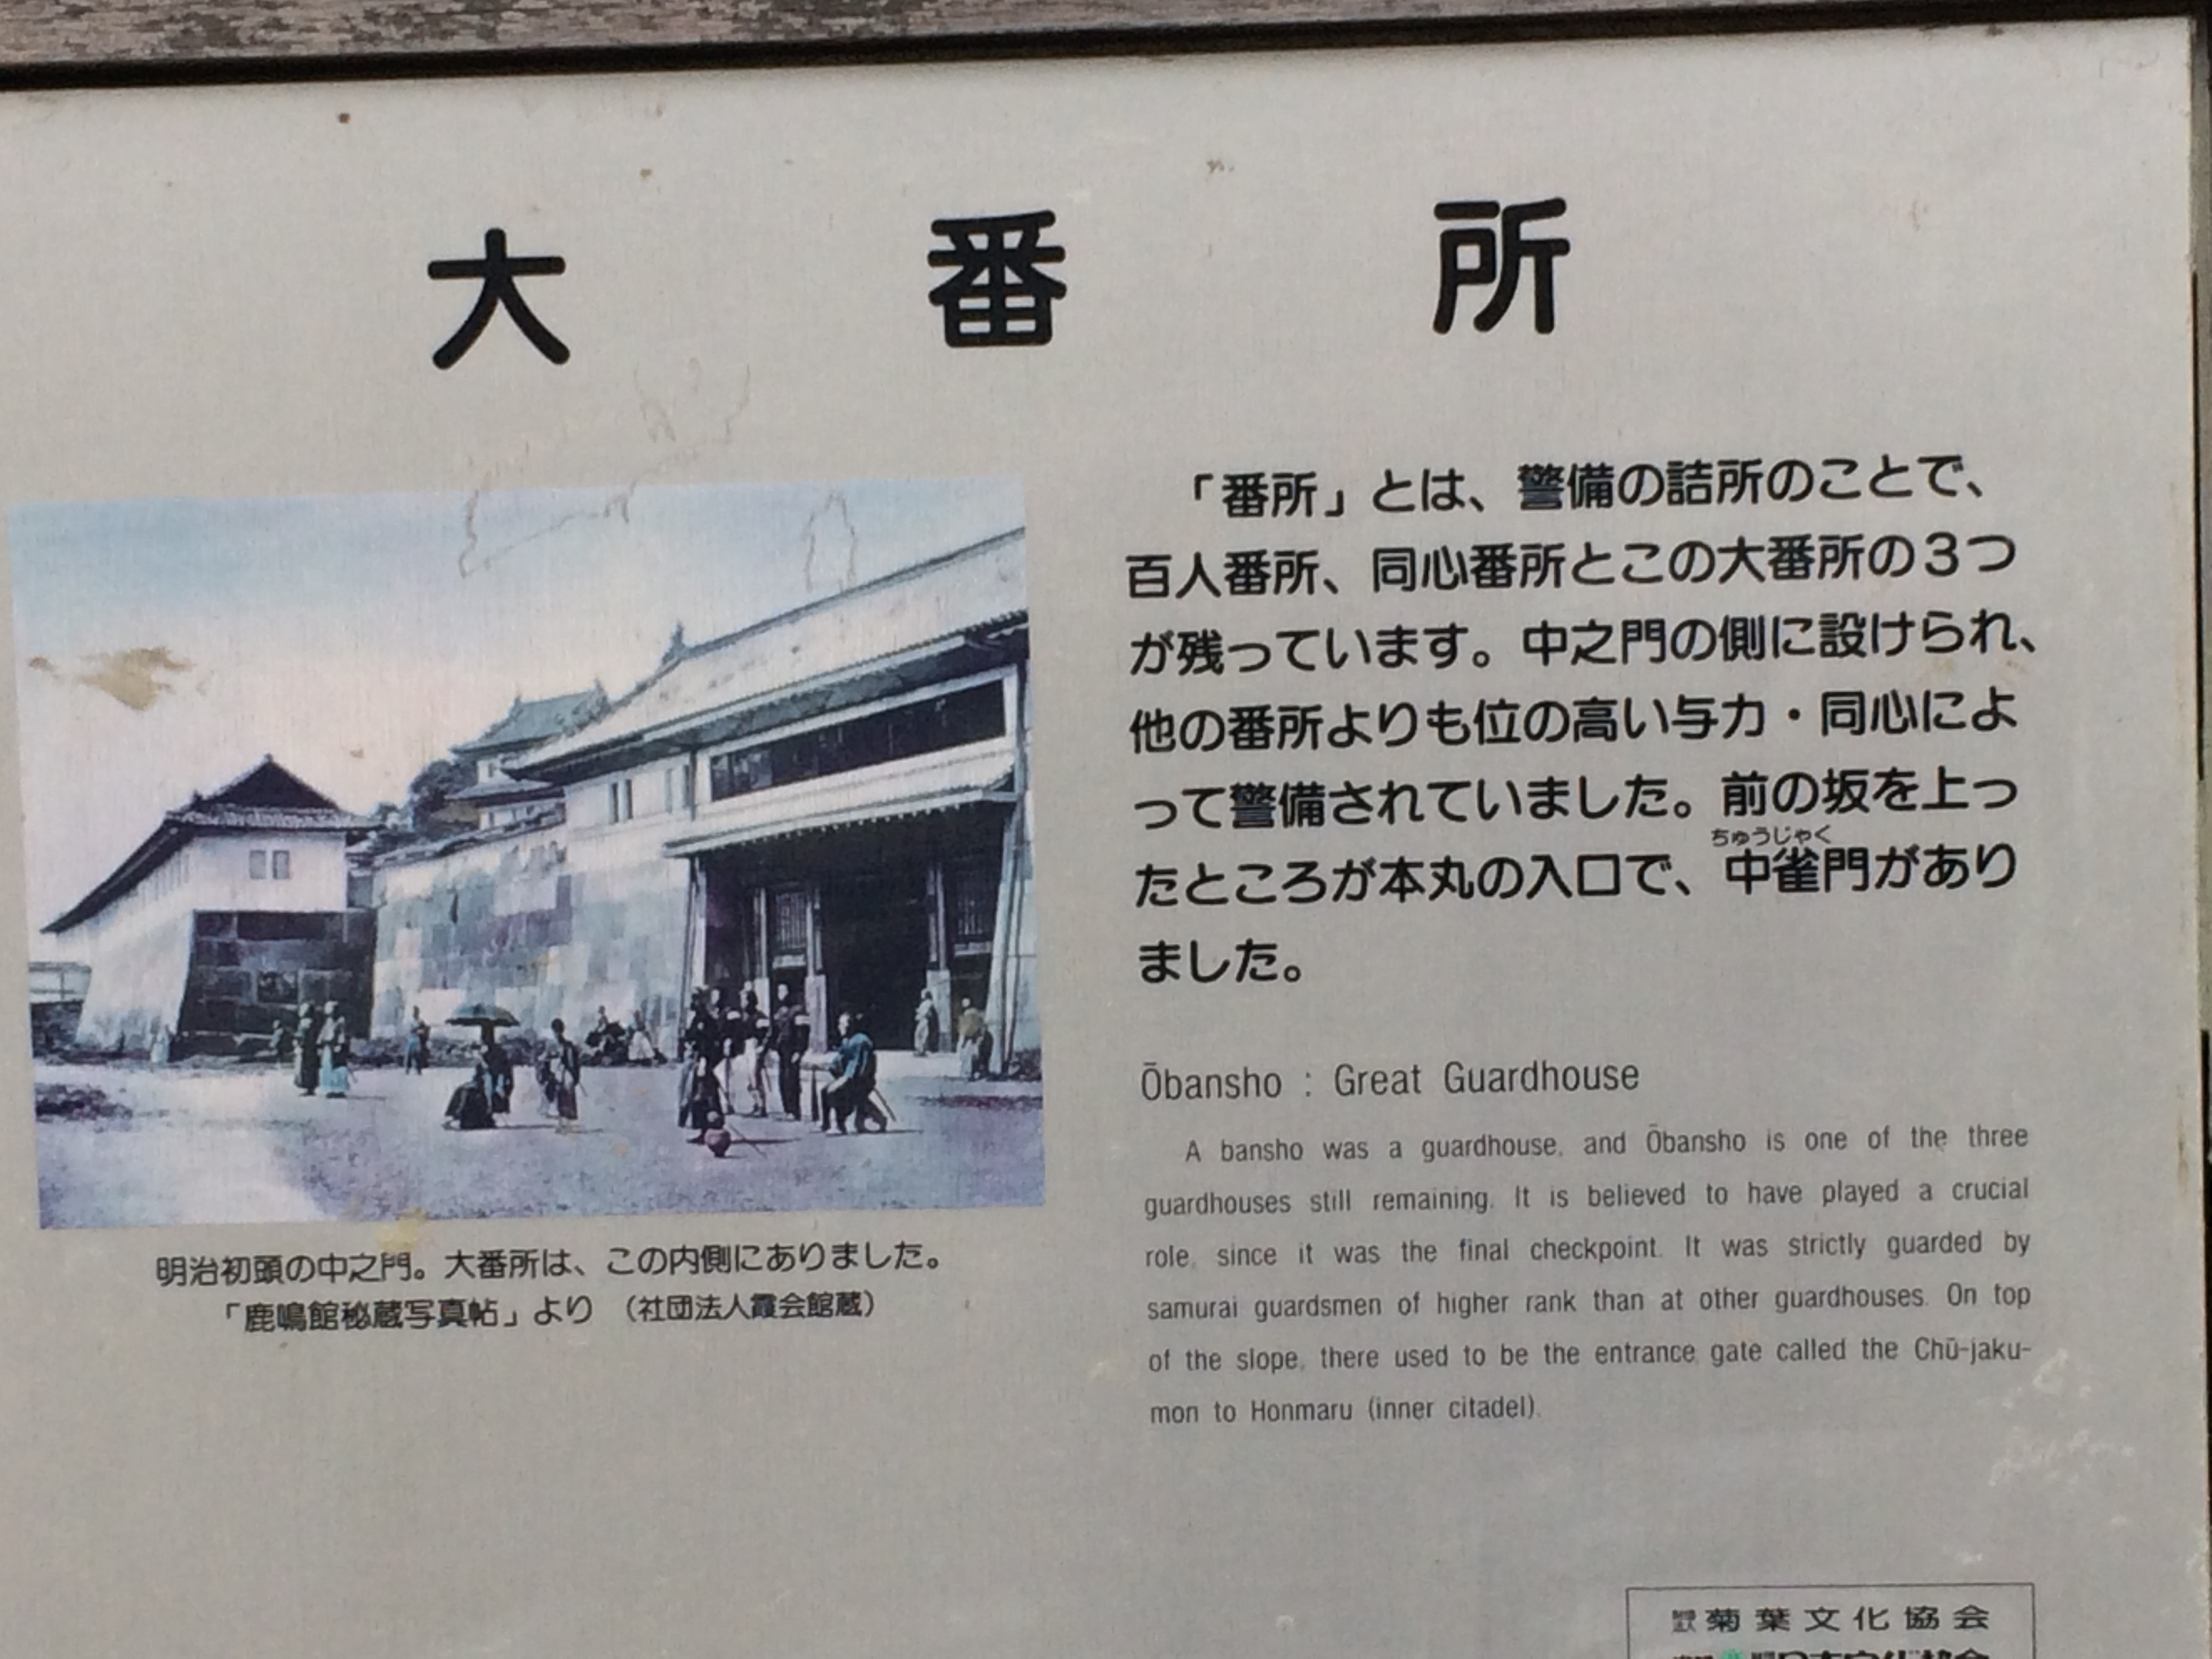 大番所
「番所」とは、警備の詰所のことで、
百人番所、同心番所とこの大番所の3つ
が残っています。中之門の側に設けられ、
他の番所よりも位の高い与力・同心によ
って警備されていました。前の坂を上っ
ちゅうじゃく
たところが本丸の入口で、中雀門があり
ました。
Ōbansho : Great Guardhouse
A bansho was a guardhouse, and Ōbansho is one of the three
guardhouses still remaining. It is believed to have played a crucial
role, since it was the final checkpoint. It was strictly guarded by
samurai guardsmen of higher rank than at other guardhouses. On top
of the slope, there used to be the entrance gate called the Chū-jaku-
mon to Honmaru (inner citadel).
明治初頭の中之門。大番所は、この内側にありました。
「鹿鳴館秘蔵写真帖」より (社団法人霞会館蔵)
菊葉文化協会